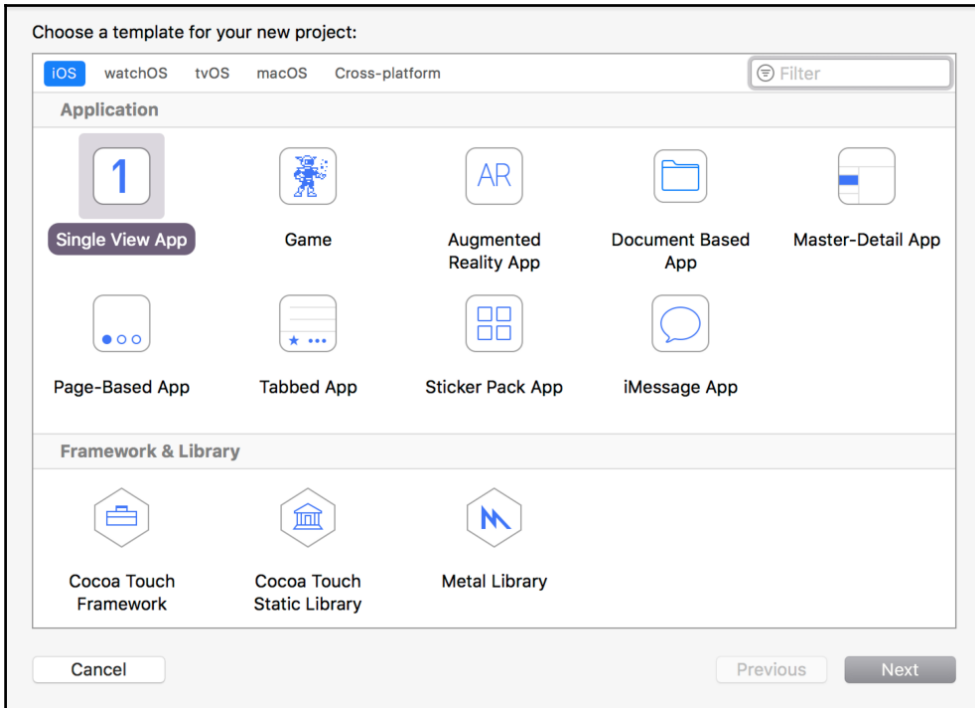 Choose a template for your new project:
iOS watchOS tvOS macOS Cross-platform Filter
Application
1 AR
Single View App Game Augmented Reality App Document Based App Master-Detail App
Page-Based App Tabbed App Sticker Pack App iMessage App
Framework & Library
Cocoa Touch Framework Cocoa Touch Static Library Metal Library
Cancel Previous Next